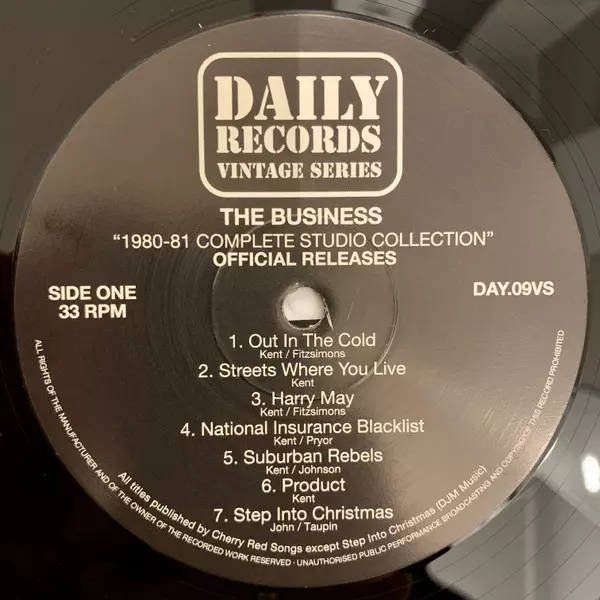 DAILY
RECORDS
VINTAGE SERIES
THE BUSINESS
"1980-81 COMPLETE STUDIO COLLECTION"
OFFICIAL RELEASES
SIDE ONE
33 RPM
DAY.09VS
1. Out In The Cold
Kent / Fitzsimons
2. Streets Where You Live
Kent
3. Harry May
Kent / Fitzsimons
4. National Insurance Blacklist
Kent / Pryor
5. Suburban Rebels
Kent / Johnson
6. Product
Kent
7. Step Into Christmas
John / Taupin
All titles published by Cherry Red Songs except Step Into Christmas (DJM Music)
ALL RIGHTS OF THE MANUFACTURER AND OF THE OWNER OF THE RECORDED WORK RESERVED - UNAUTHORISED PUBLIC PERFORMANCE BROADCASTING AND COPYING OF THIS RECORD PROHIBITED